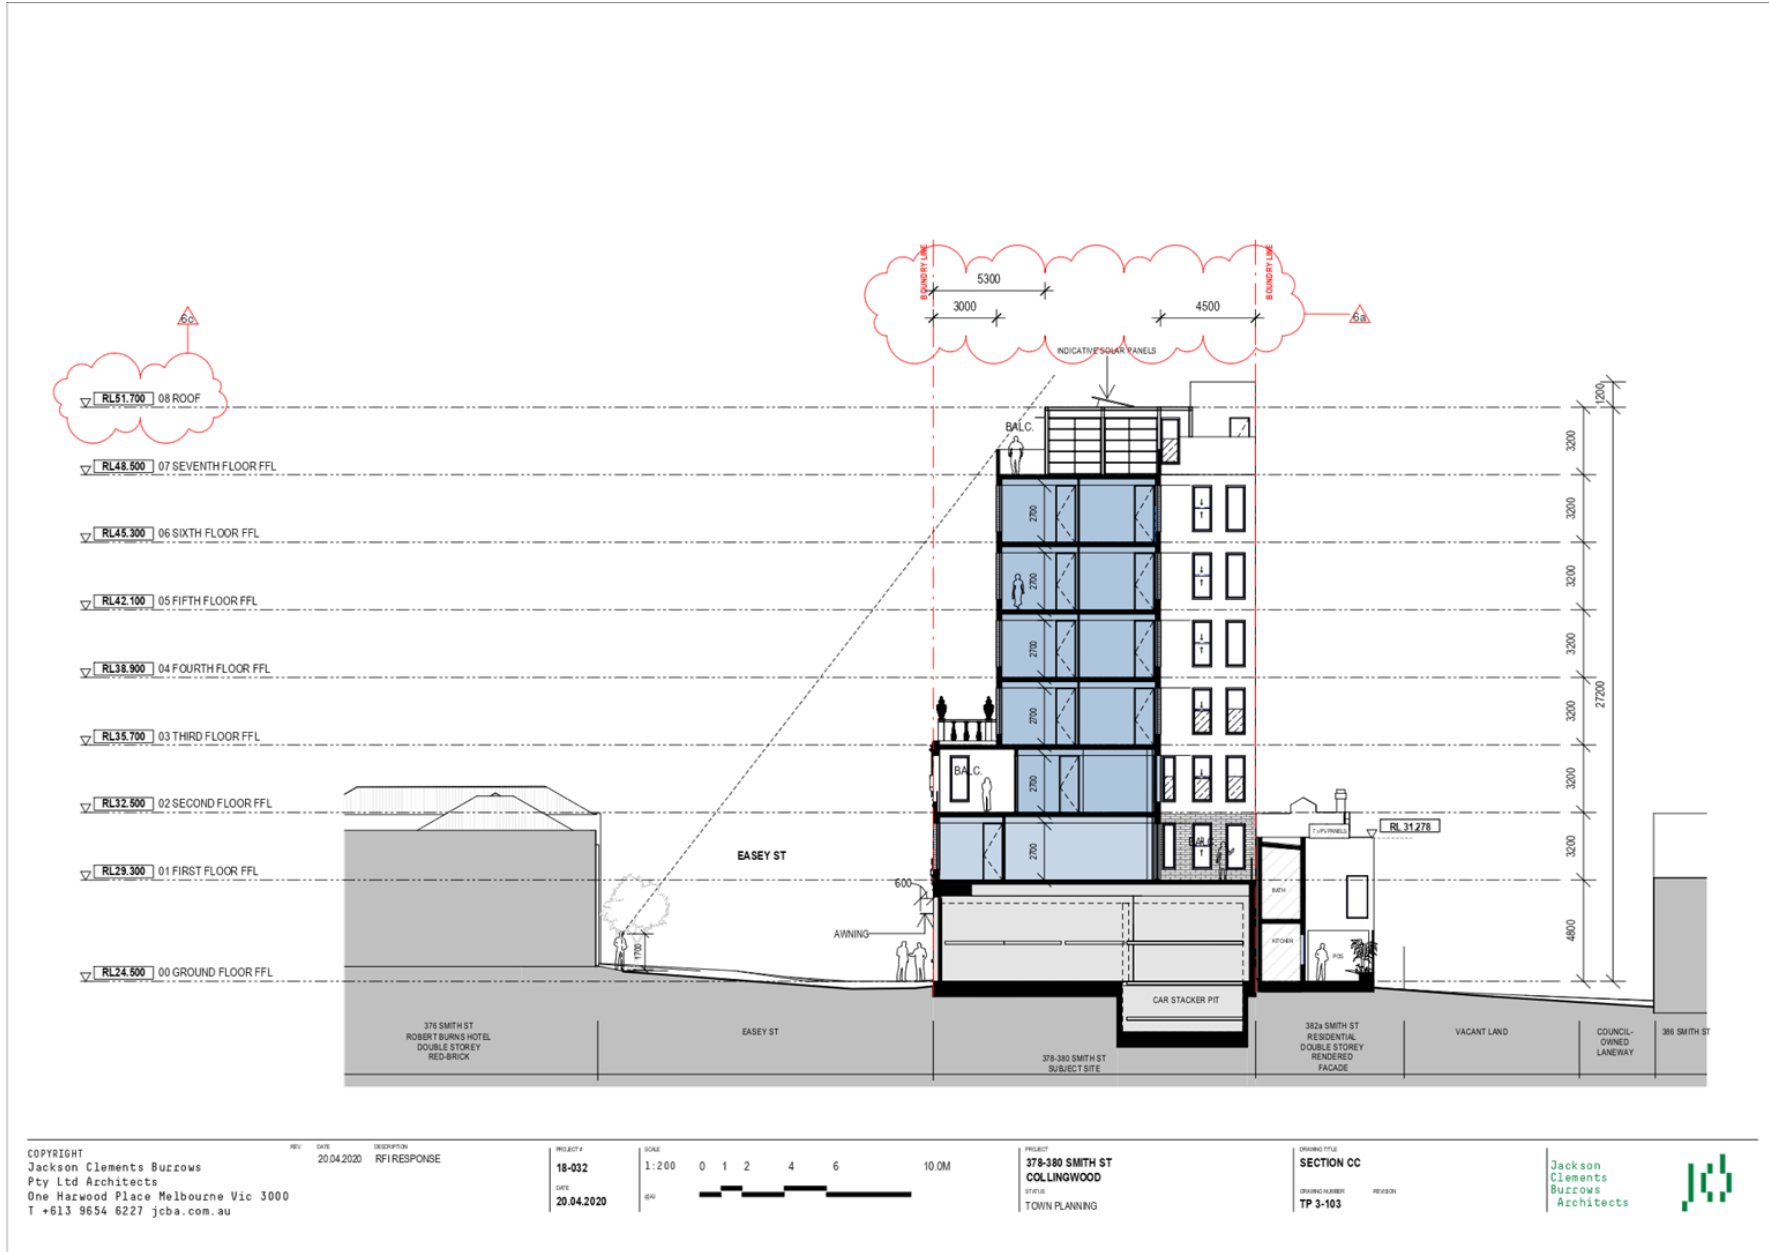 BOUNDRY LINE
BOUNDRY LINE
5300
3000
4500
6c
6a
INDICATIVE SOLAR PANELS
RL51.700 08 ROOF
1200
BALC.
3200
RL48.500 07 SEVENTH FLOOR FFL
2700
3200
RL45.300 06 SIXTH FLOOR FFL
2700
3200
RL42.100 05 FIFTH FLOOR FFL
2700
3200
RL38.900 04 FOURTH FLOOR FFL
27200
2700
3200
RL35.700 03 THIRD FLOOR FFL
BALC.
2700
3200
RL32.500 02 SECOND FLOOR FFL
RL 31.278
EASEY ST
2700
BALC.
3200
RL29.300 01 FIRST FLOOR FFL
600
BATH
AWNING
4800
1700
KITCHEN
POS
RL24.500 00 GROUND FLOOR FFL
CAR STACKER PIT
376 SMITH ST
ROBERT BURNS HOTEL
DOUBLE STOREY
RED-BRICK
EASEY ST
378-380 SMITH ST
SUBJECT SITE
382a SMITH ST
RESIDENTIAL
DOUBLE STOREY
RENDERED
FACADE
VACANT LAND
COUNCIL-
OWNED
LANEWAY
386 SMITH ST
COPYRIGHT
Jackson Clements Burrows
Pty Ltd Architects
One Harwood Place Melbourne Vic 3000
T +613 9654 6227 jcba.com.au
REV DATE DESCRIPTION
20.04.2020 RFI RESPONSE
PROJECT #
18-032
DATE
20.04.2020
SCALE
1:200 0 1 2 4 6 10.0M
PROJECT
378-380 SMITH ST
COLLINGWOOD
STATUS
TOWN PLANNING
DRAWING TITLE
SECTION CC
DRAWING NUMBER REVISION
TP 3-103
Jackson
Clements
Burrows
Architects
jcb